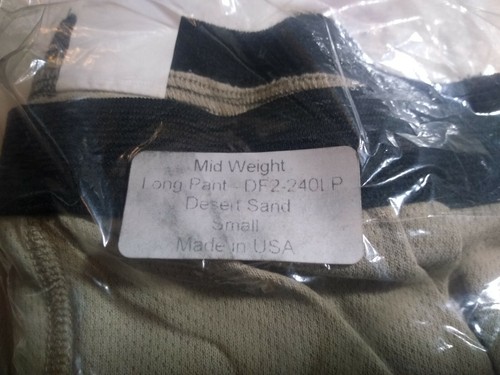 Mid Weight
Long Pant - DF2-240LP
Desert Sand
Small
Made in USA